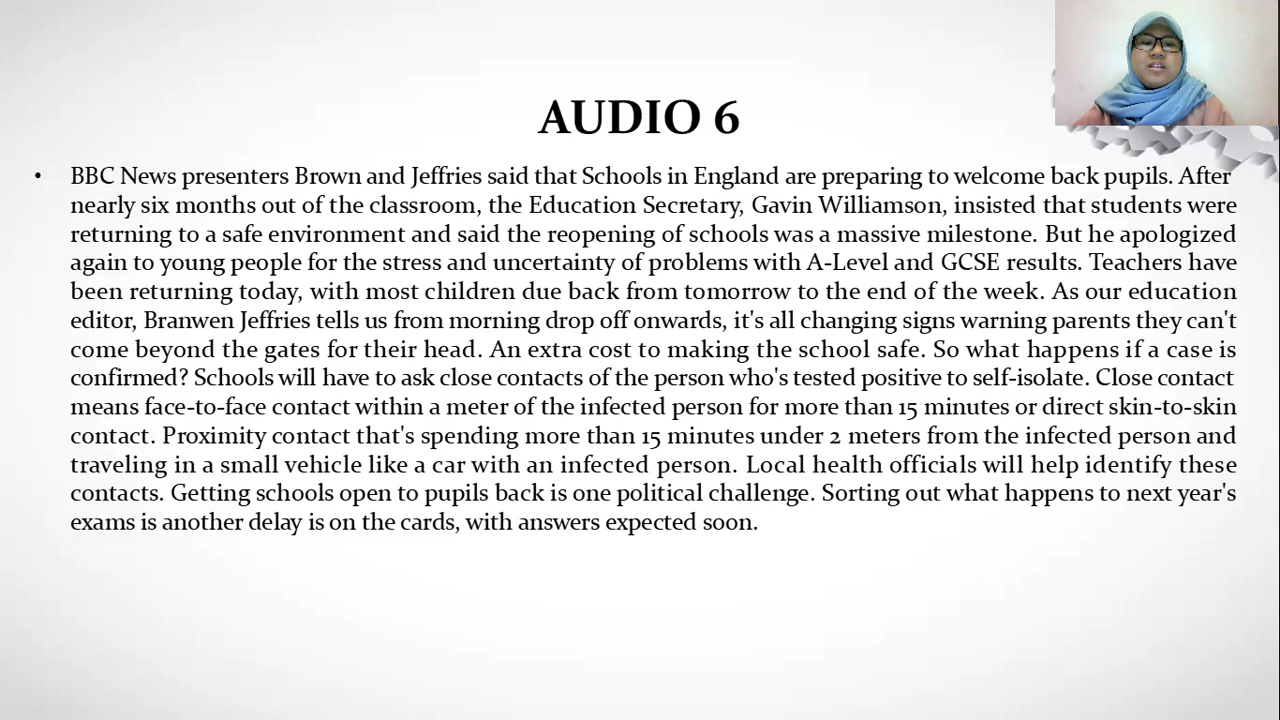 AUDIO 6
• BBC News presenters Brown and Jeffries said that Schools in England are preparing to welcome back pupils. After
nearly six months out of the classroom, the Education Secretary, Gavin Williamson, insisted that students were
returning to a safe environment and said the reopening of schools was a massive milestone. But he apologized
again to young people for the stress and uncertainty of problems with A-Level and GCSE results. Teachers have
been returning today, with most children due back from tomorrow to the end of the week. As our education
editor, Branwen Jeffries tells us from morning drop off onwards, it's all changing signs warning parents they can't
come beyond the gates for their head. An extra cost to making the school safe. So what happens if a case is
confirmed? Schools will have to ask close contacts of the person who's tested positive to self-isolate. Close contact
means face-to-face contact within a meter of the infected person for more than 15 minutes or direct skin-to-skin
contact. Proximity contact that's spending more than 15 minutes under 2 meters from the infected person and
traveling in a small vehicle like a car with an infected person. Local health officials will help identify these
contacts. Getting schools open to pupils back is one political challenge. Sorting out what happens to next year's
exams is another delay is on the cards, with answers expected soon.